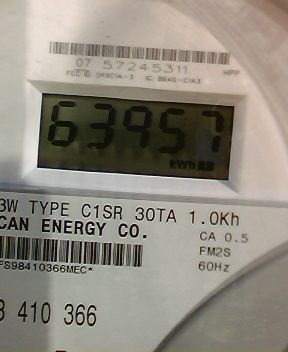 07 57245311
63957
kWh
3W TYPE C1SR 30TA 1.0Kh
CAN ENERGY CO.
CA 0.5
FM2S
60Hz
FS98410366MEC*
8 410 366